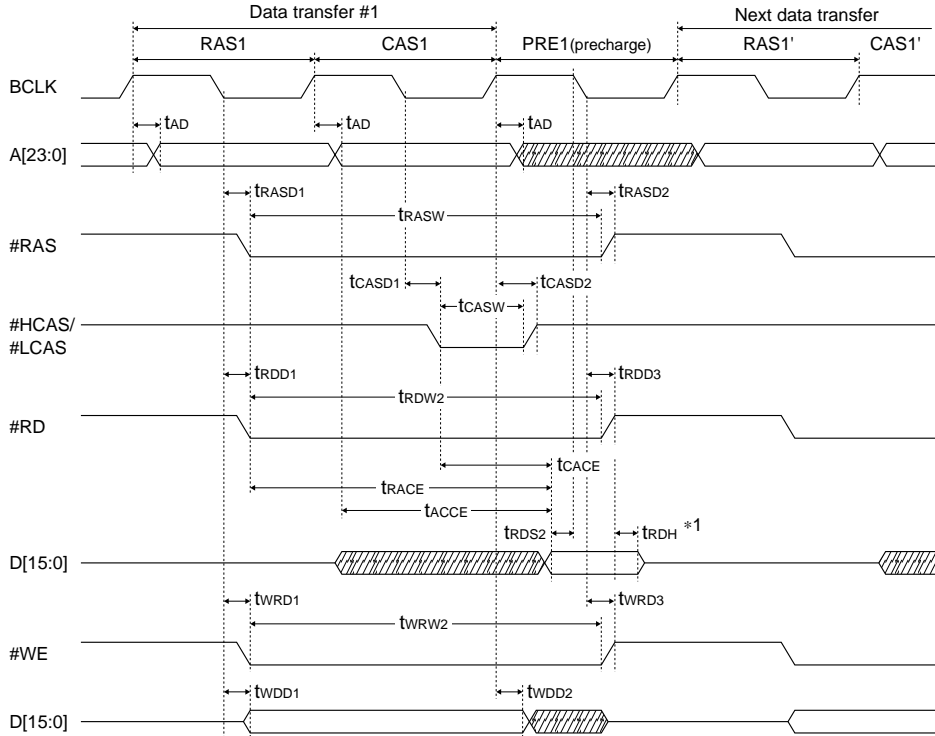 Data transfer #1 Next data transfer
RAS1 CAS1 PRE1(precharge) RAS1' CAS1'
BCLK
tAD tAD tAD
A[23:0]
tRASD1 tRASD2
tRASW
#RAS
tCASD1 tCASD2
tCASW
#HCAS/
#LCAS
tRDD1 tRDD3
tRDW2
#RD
tCACE
tRACE
tACCE
tRDS2 tRDH *1
D[15:0]
tWRD1 tWRD3
tWRW2
#WE
tWDD1 tWDD2
D[15:0]